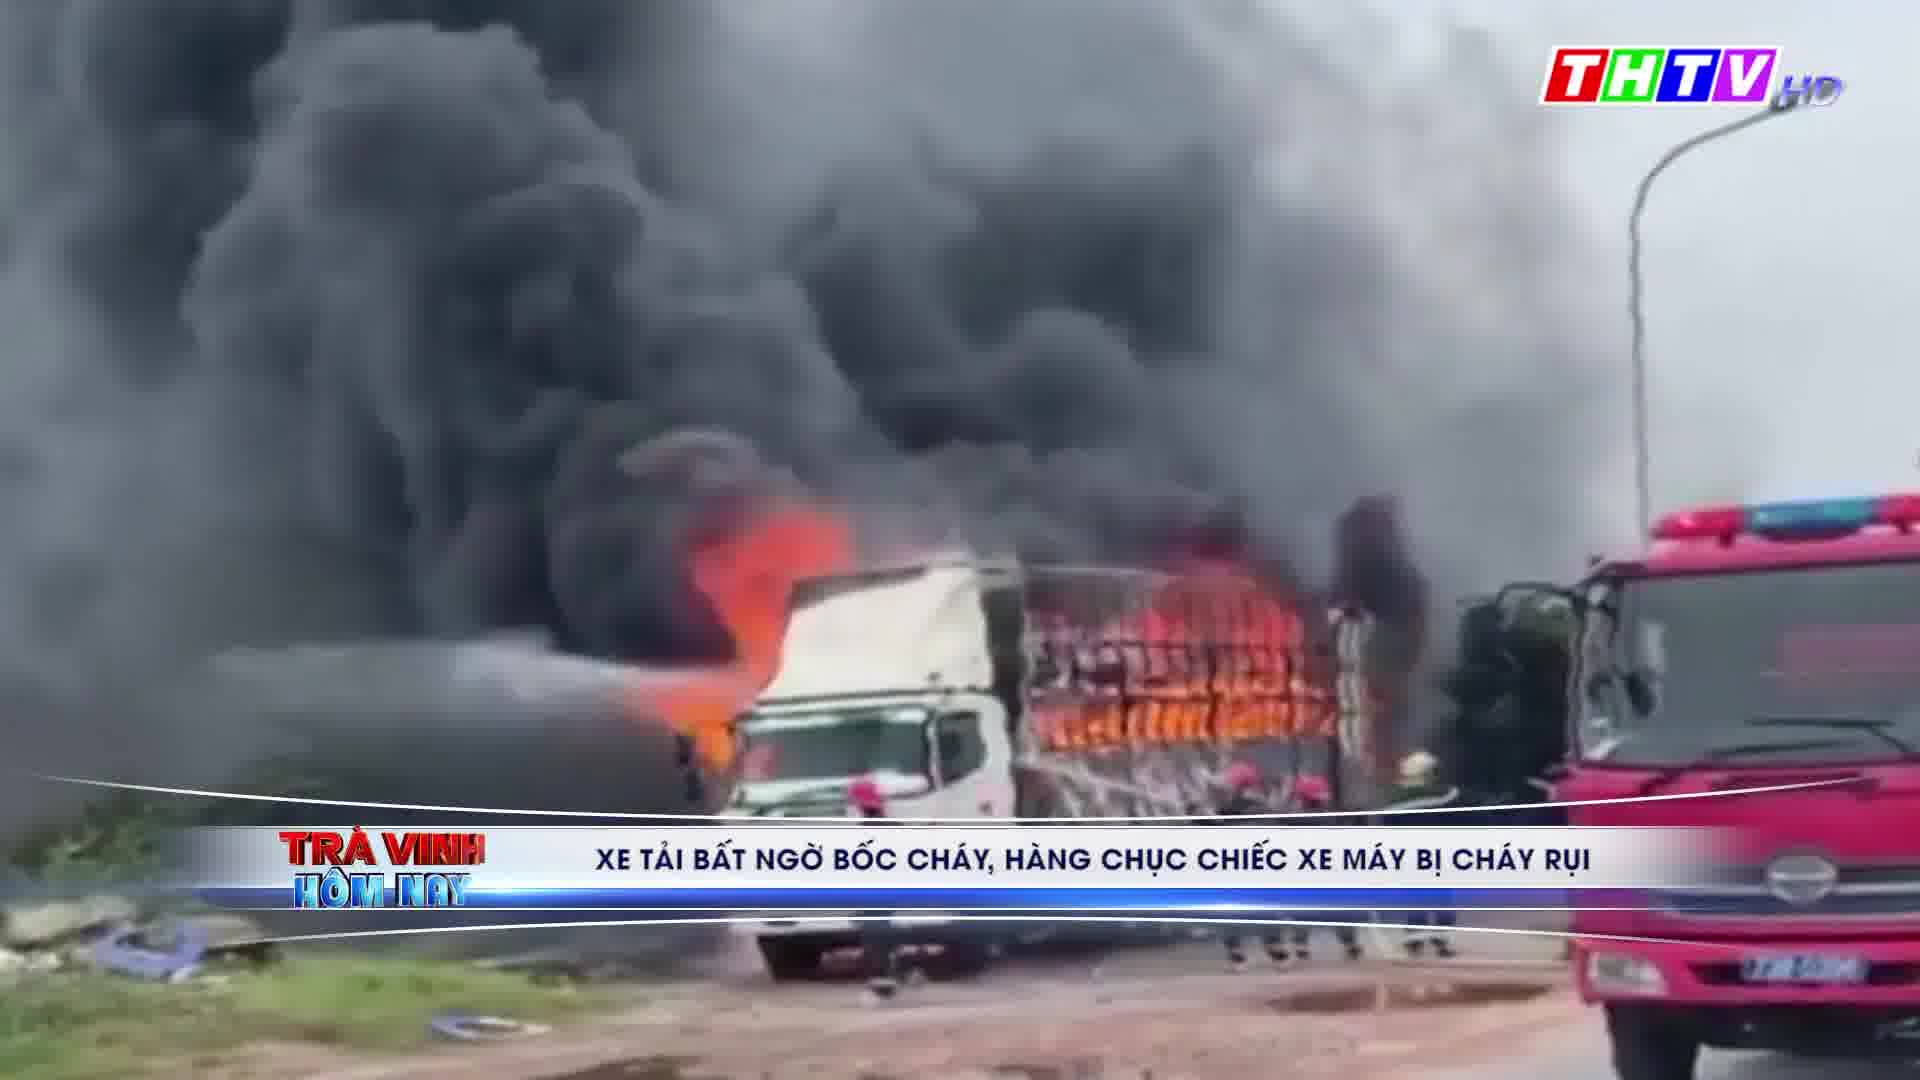 THTV HD
TRÀ VINH
HÔM NAY
XE TẢI BẤT NGỜ BỐC CHÁY, HÀNG CHỤC CHIẾC XE MÁY BỊ CHÁY RỤI